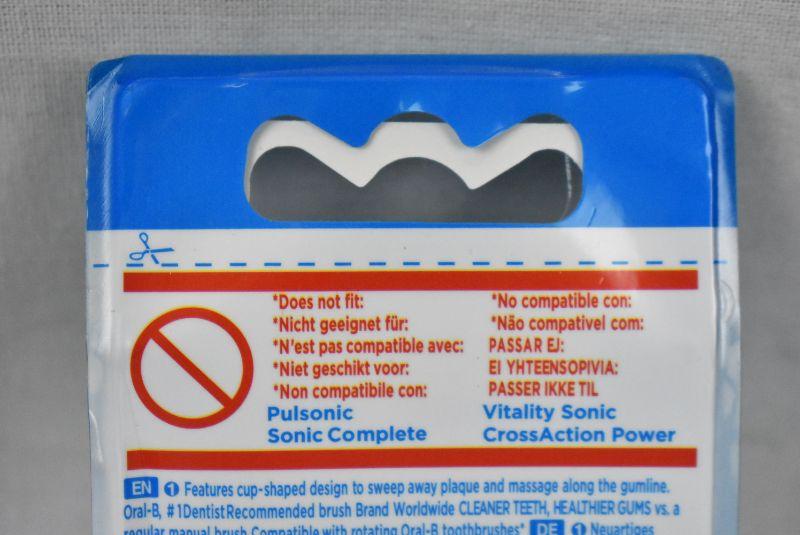 *Does not fit:
*Nicht geeignet für:
*N'est pas compatible avec:
*Niet geschikt voor:
*Non compatibile con:
Pulsonic
Sonic Complete
*No compatible con:
*Não compativel com:
PASSAR EJ:
EI YHTEENSOPIVIA:
PASSER IKKE TIL
Vitality Sonic
CrossAction Power
EN 1 Features cup-shaped design to sweep away plaque and massage along the gumline.
Oral-B, #1DentistRecommended brush Brand Worldwide CLEANER TEETH, HEALTHIER GUMS vs. a
regular manual brush Compatible with rotating Oral-B toothbrushes* DE 1 Neuartiges